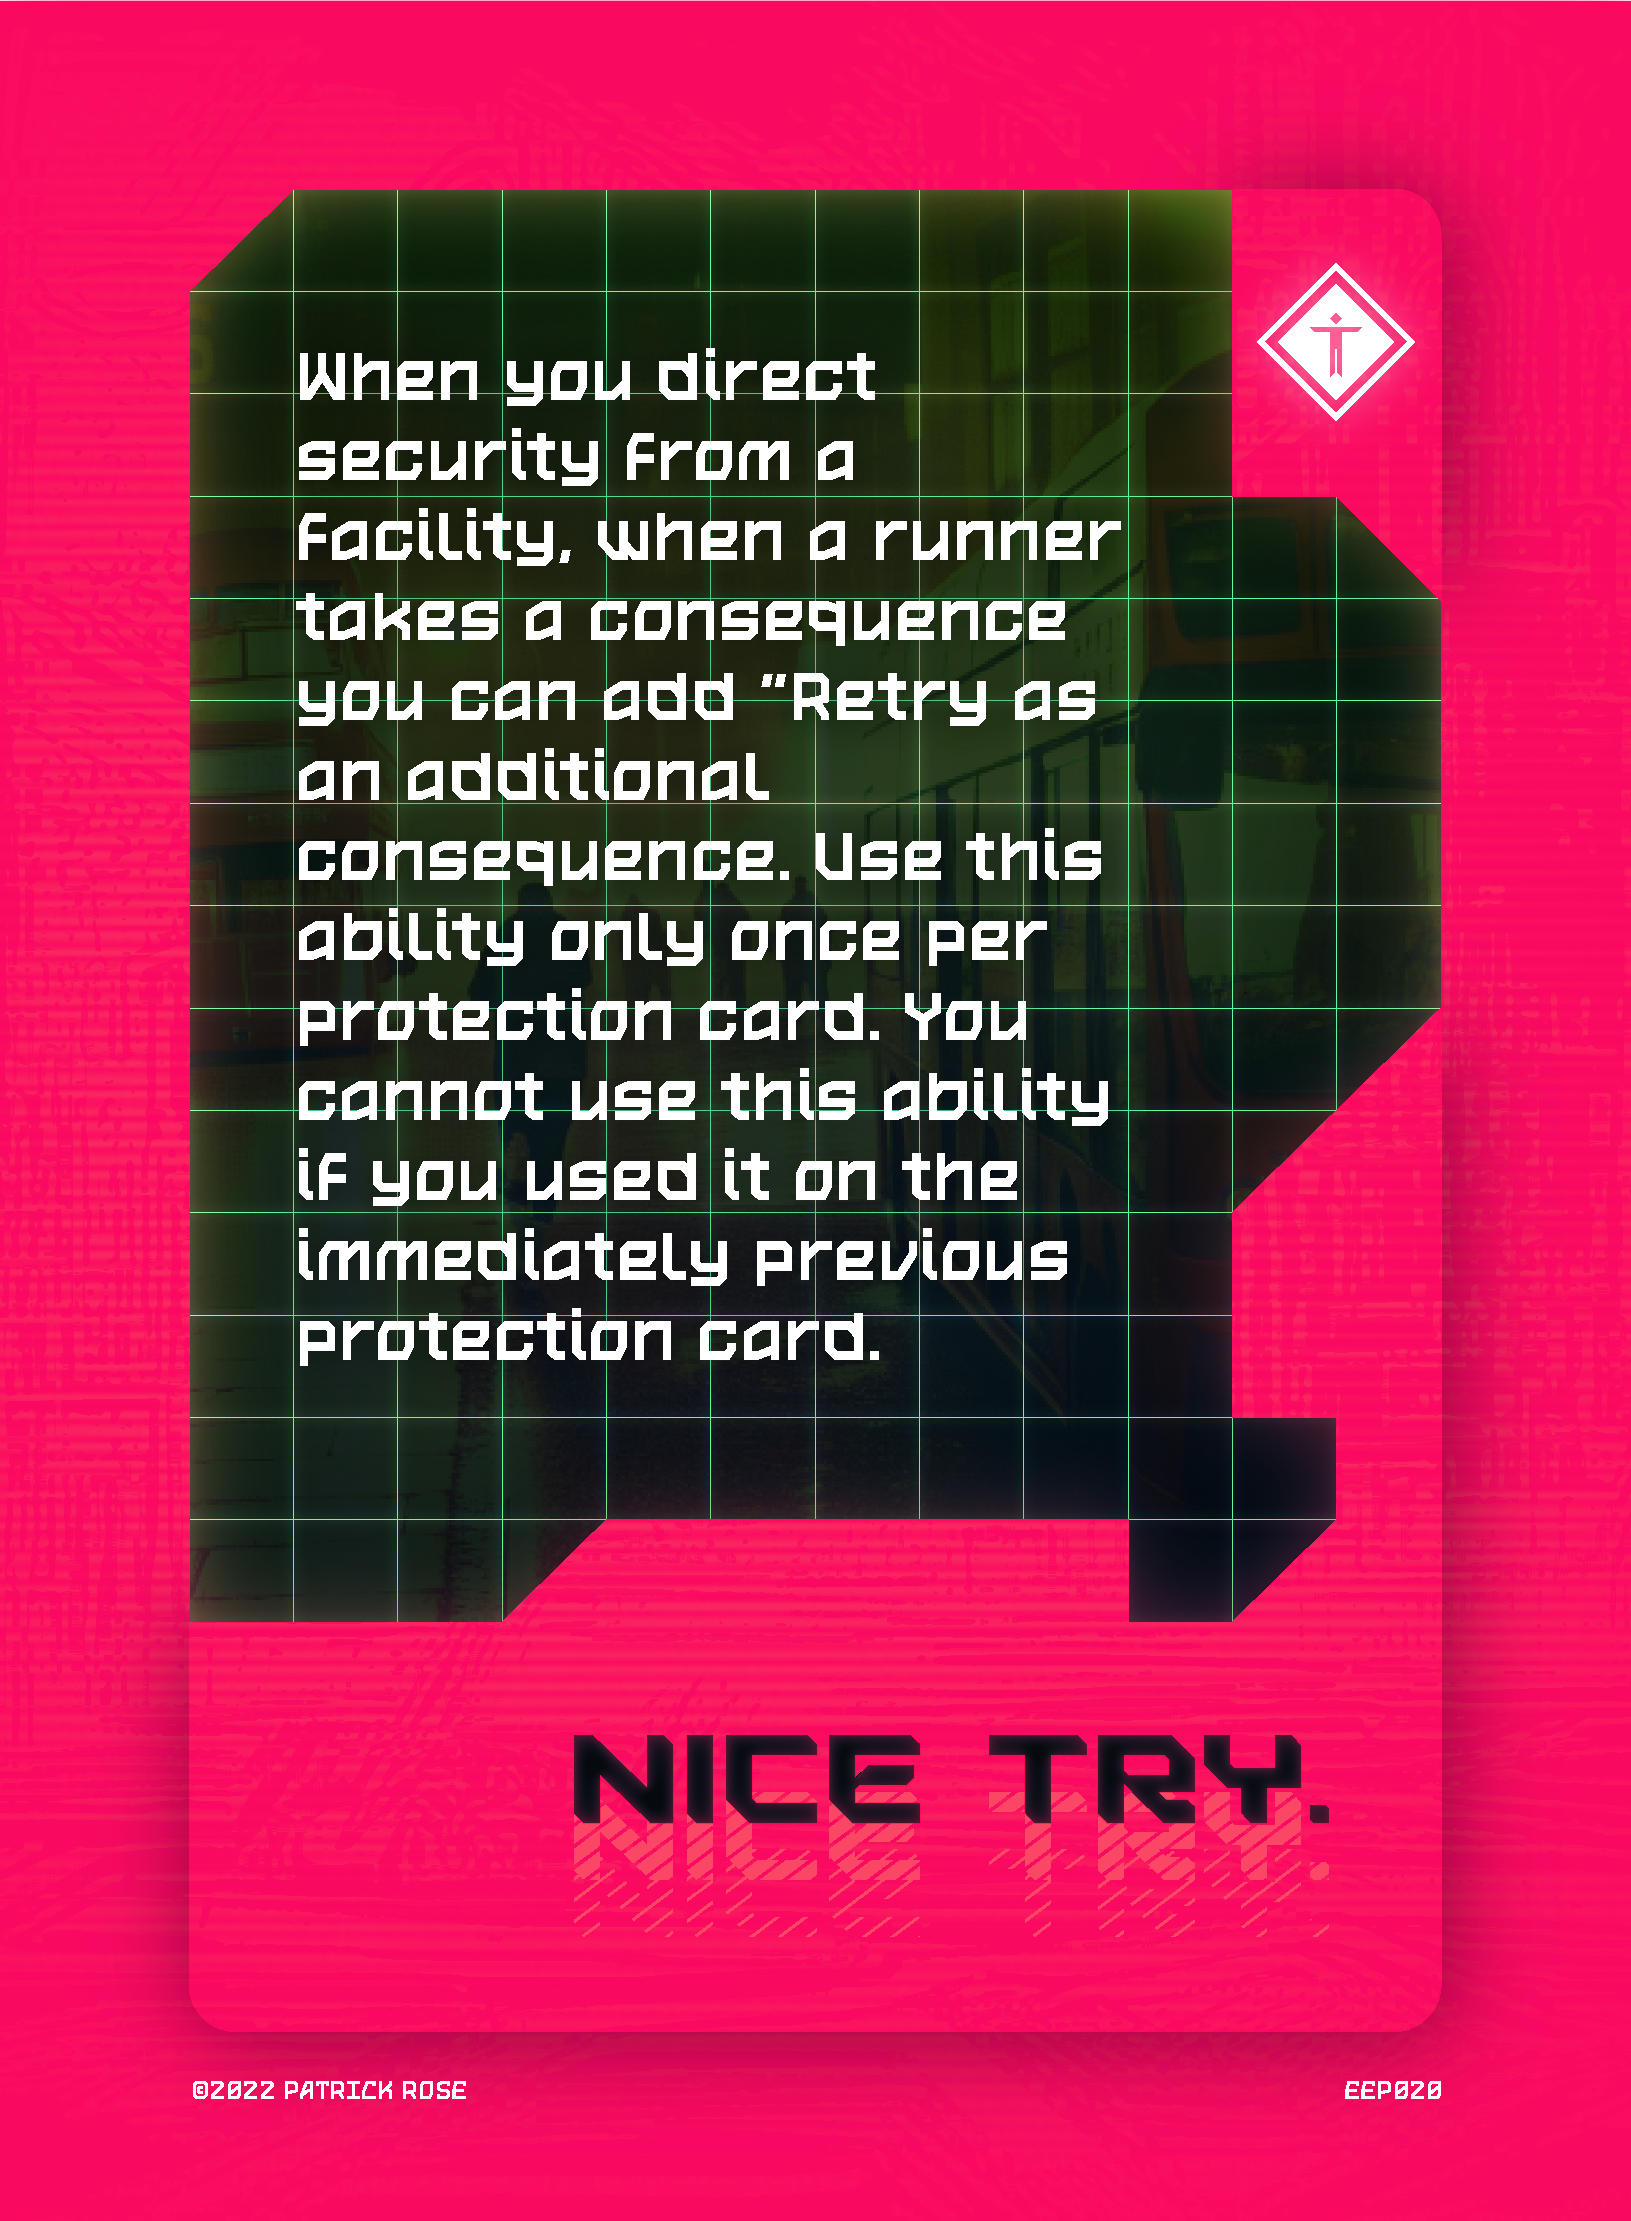 When you direct
security from a
facility, when a runner
takes a consequence
you can add “Retry as
an additional
consequence. Use this
ability only once per
protection card. You
cannot use this ability
if you used it on the
immediately previous
protection card.
NICE TRY.
©2022 PATRICK ROSE
EEP020